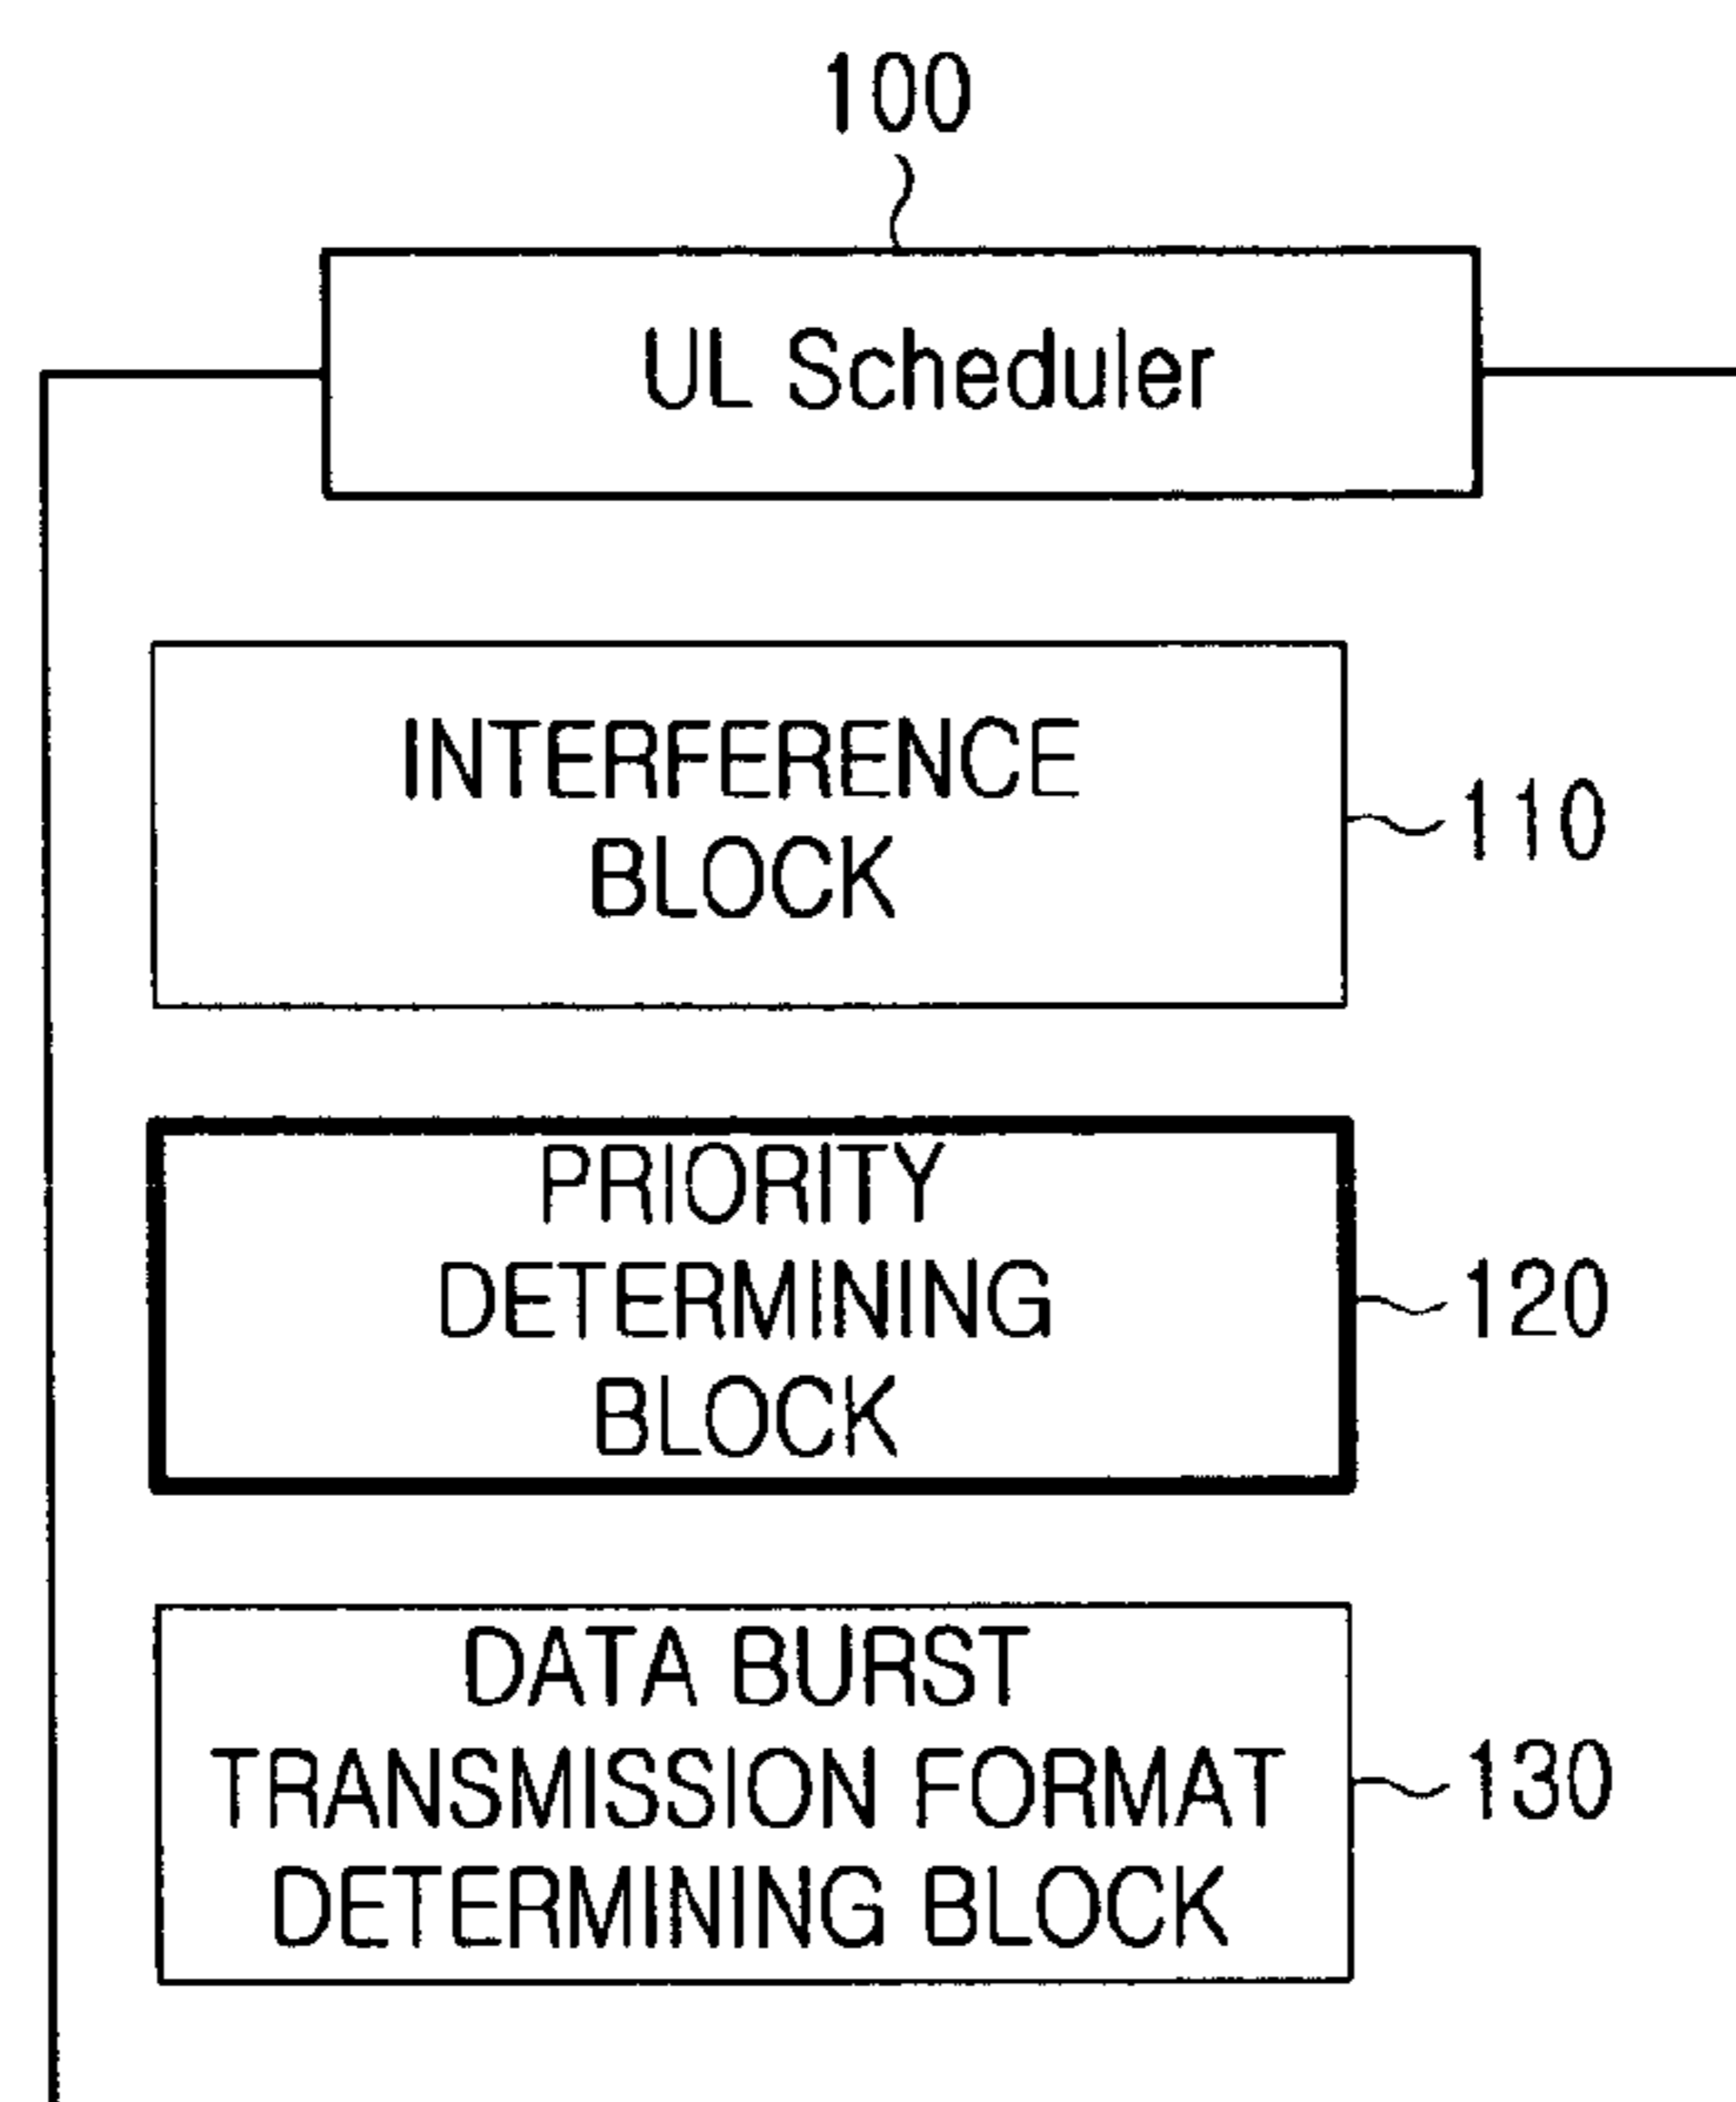 100
UL Scheduler
INTERFERENCE
BLOCK
110
PRIORITY
DETERMINING
BLOCK
120
DATA BURST
TRANSMISSION FORMAT
DETERMINING BLOCK
130